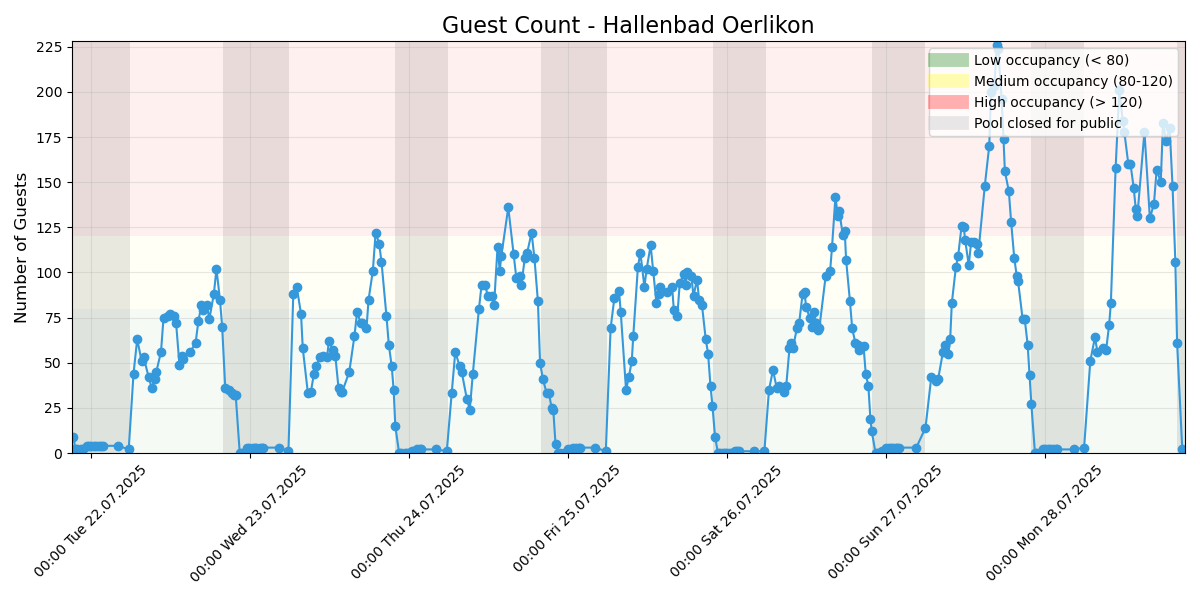 Guest Count - Hallenbad Oerlikon
Number of Guests
225
200
175
150
125
100
75
50
25
0
Low occupancy (< 80)
Medium occupancy (80-120)
High occupancy (> 120)
Pool closed for public
00:00 Tue 22.07.2025
00:00 Wed 23.07.2025
00:00 Thu 24.07.2025
00:00 Fri 25.07.2025
00:00 Sat 26.07.2025
00:00 Sun 27.07.2025
00:00 Mon 28.07.2025